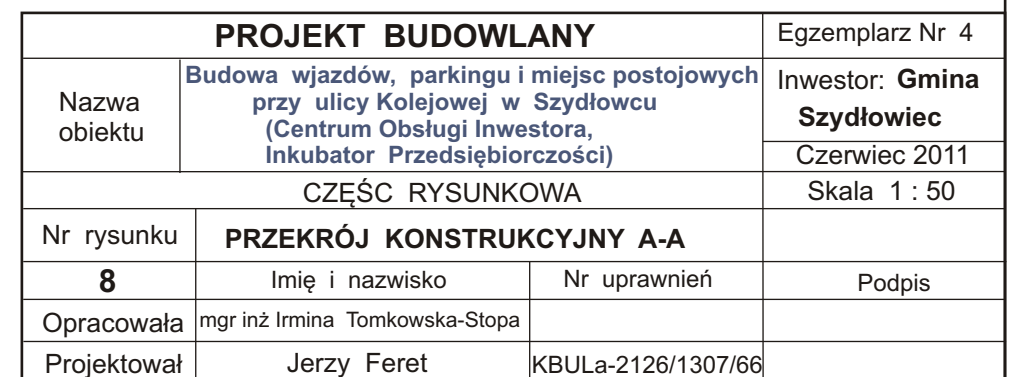 PROJEKT BUDOWLANY
Egzemplarz Nr 4
Nazwa
obiektu
Budowa wjazdów, parkingu i miejsc postojowych
przy ulicy Kolejowej w Szydłowcu
(Centrum Obsługi Inwestora,
Inkubator Przedsiębiorczości)
Inwestor: Gmina
Szydłowiec
Czerwiec 2011
CZĘŚC RYSUNKOWA
Skala 1 : 50
Nr rysunku
PRZEKRÓJ KONSTRUKCYJNY A-A
8
Imię i nazwisko
Nr uprawnień
Podpis
Opracowała
mgr inż Irmina Tomkowska-Stopa
Projektował
Jerzy Feret
KBULa-2126/1307/66